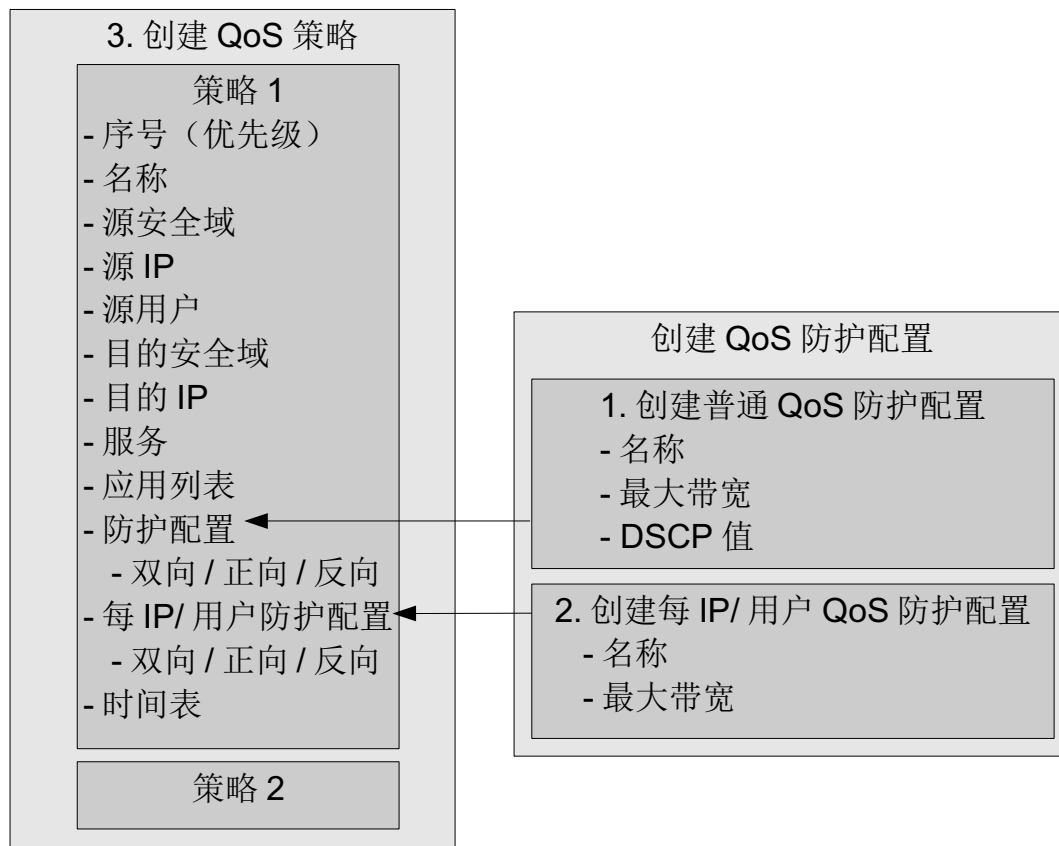 3. 创建 QoS 策略
策略 1
- 序号（优先级）
- 名称
- 源安全域
- 源 IP
- 源用户
- 目的安全域
- 目的 IP
- 服务
- 应用列表
- 防护配置
- 双向 / 正向 / 反向
- 每 IP/ 用户防护配置
- 双向 / 正向 / 反向
- 时间表
策略 2
创建 QoS 防护配置
1. 创建普通 QoS 防护配置
- 名称
- 最大带宽
- DSCP 值
2. 创建每 IP/ 用户 QoS 防护配置
- 名称
- 最大带宽